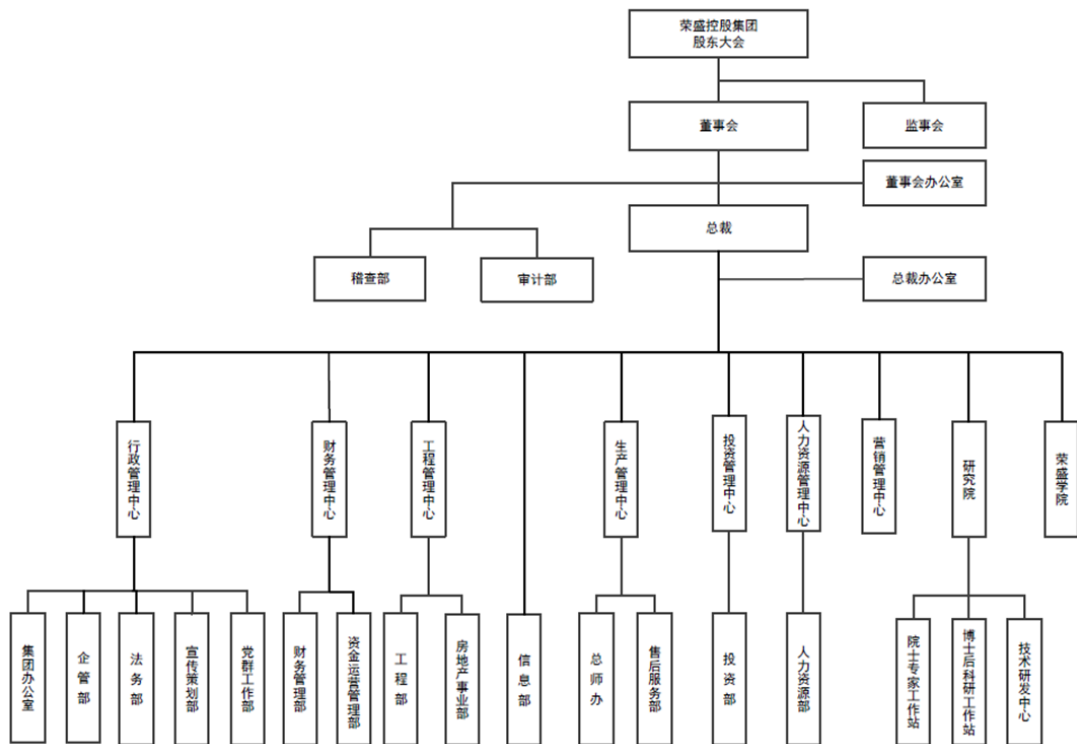 荣盛控股集团
股东大会
董事会
监事会
董事会办公室
总裁
稽查部
审计部
总裁办公室
行政管理中心
财务管理中心
工程管理中心
生产管理中心
投资管理中心
人力资源管理中心
营销管理中心
研究院
荣盛学院
集团办公室
企管部
法务部
宣传策划部
党群工作部
财务管理部
资金运营管理部
工程部
房地产事业部
信息部
总师办
售后服务部
投资部
人力资源部
院士专家工作站
博士后科研工作站
技术研发中心